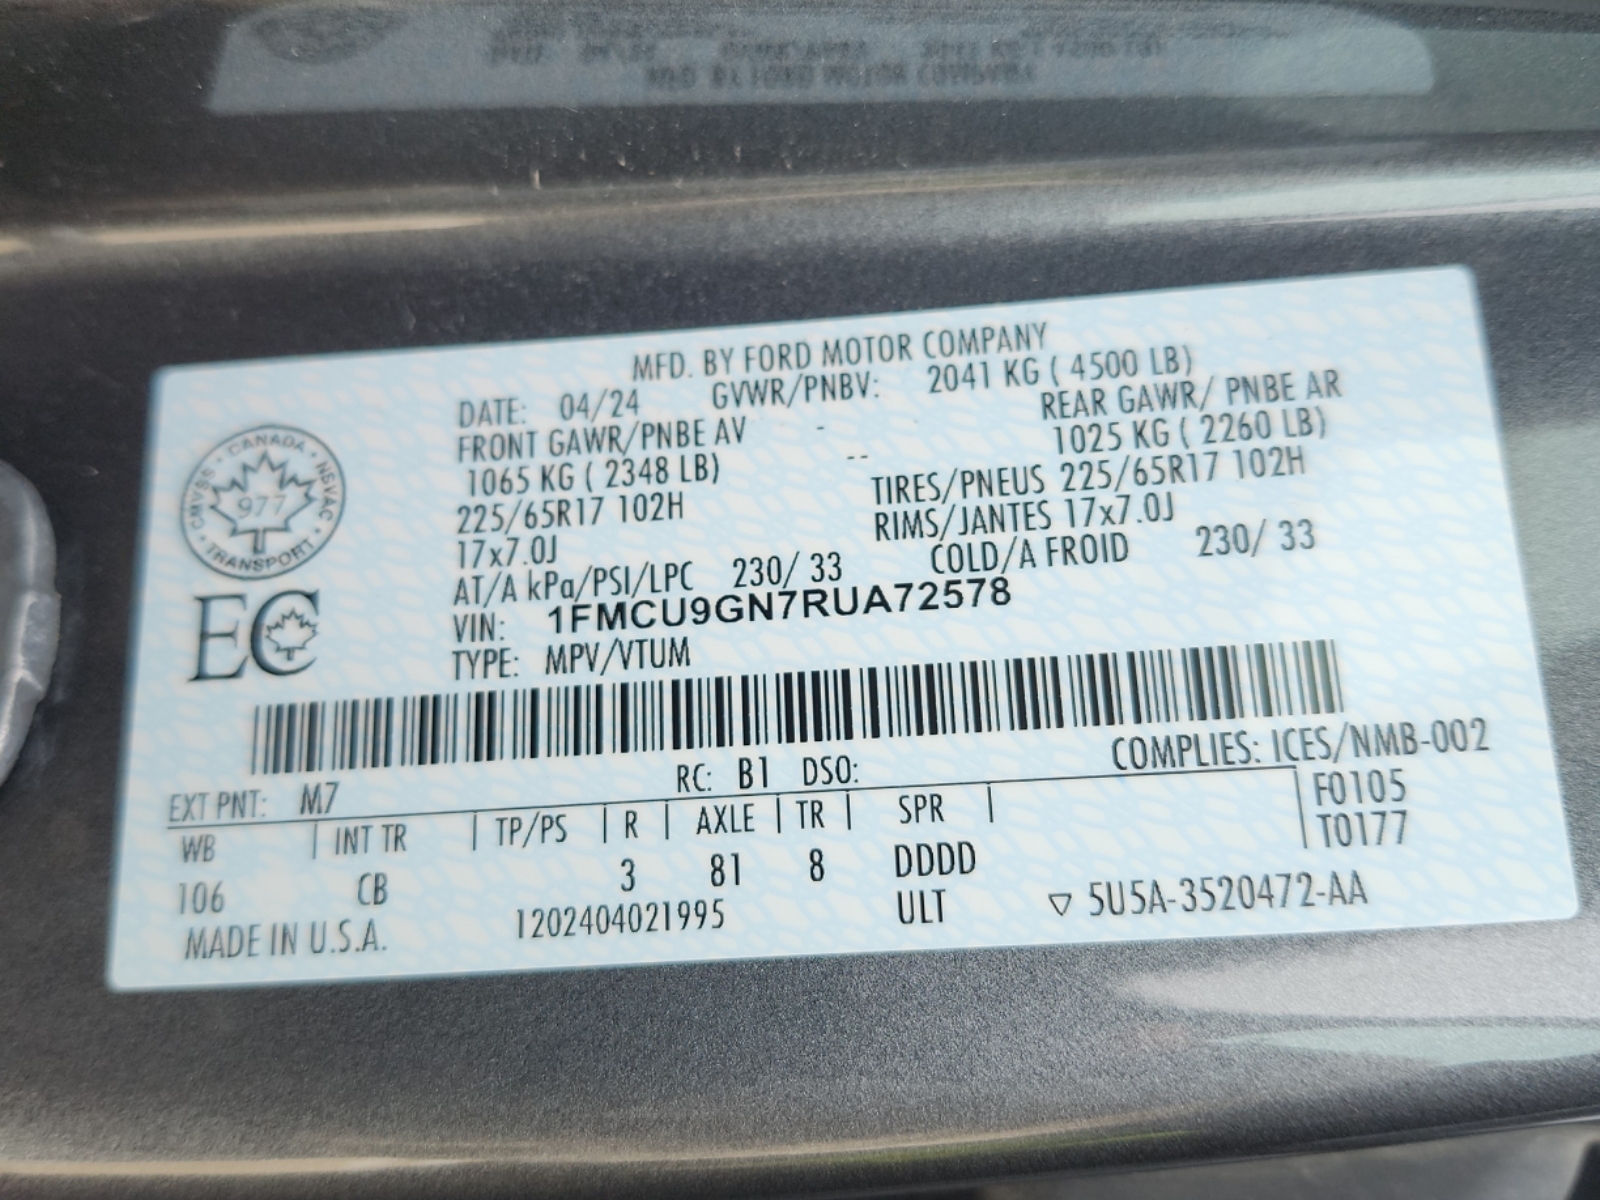 MFD. BY FORD MOTOR COMPANY
DATE: 04/24 GVWR/PNBV: 2041 KG ( 4500 LB)
FRONT GAWR/PNBE AV - REAR GAWR/ PNBE AR
1065 KG ( 2348 LB) -- 1025 KG ( 2260 LB)
225/65R17 102H TIRES/PNEUS 225/65R17 102H
17x7.0J RIMS/JANTES 17x7.0J
AT/A kPa/PSI/LPC 230/ 33 COLD/A FROID 230/ 33
VIN: 1FMCU9GN7RUA72578
TYPE: MPV/VTUM
CANADA · NSVAC · TRANSPORT · CMVSS
977
EC
EXT PNT: M7 RC: B1 DSO: COMPLIES: ICES/NMB-002
WB | INT TR | TP/PS | R | AXLE | TR | SPR | F0105
T0177
106 CB 3 81 8 DDDD
MADE IN U.S.A. 1202404021995 ULT ▽ 5U5A-3520472-AA